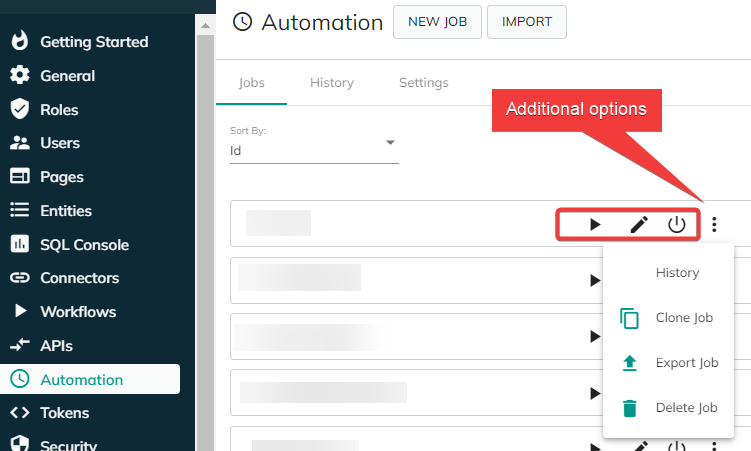 Getting Started
General
Roles
Users
Pages
Entities
SQL Console
Connectors
Workflows
APIs
Automation
Tokens
Security
Automation
NEW JOB
IMPORT
Jobs
History
Settings
Additional options
Sort By:
Id
History
Clone Job
Export Job
Delete Job